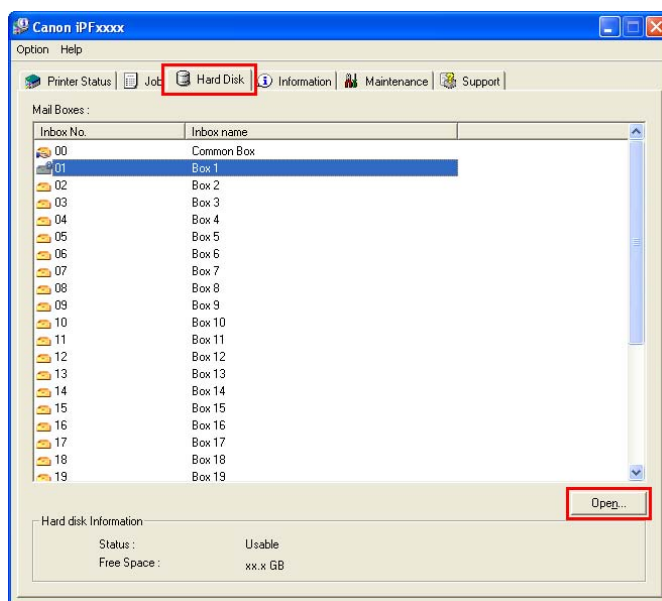 Canon iPFxxxx
Option Help
Printer Status Job Hard Disk Information Maintenance Support
Mail Boxes :
Inbox No. Inbox name
00 Common Box
01 Box 1
02 Box 2
03 Box 3
04 Box 4
05 Box 5
06 Box 6
07 Box 7
08 Box 8
09 Box 9
10 Box 10
11 Box 11
12 Box 12
13 Box 13
14 Box 14
15 Box 15
16 Box 16
17 Box 17
18 Box 18
19 Box 19
Open...
Hard disk Information
Status : Usable
Free Space : xx.x GB